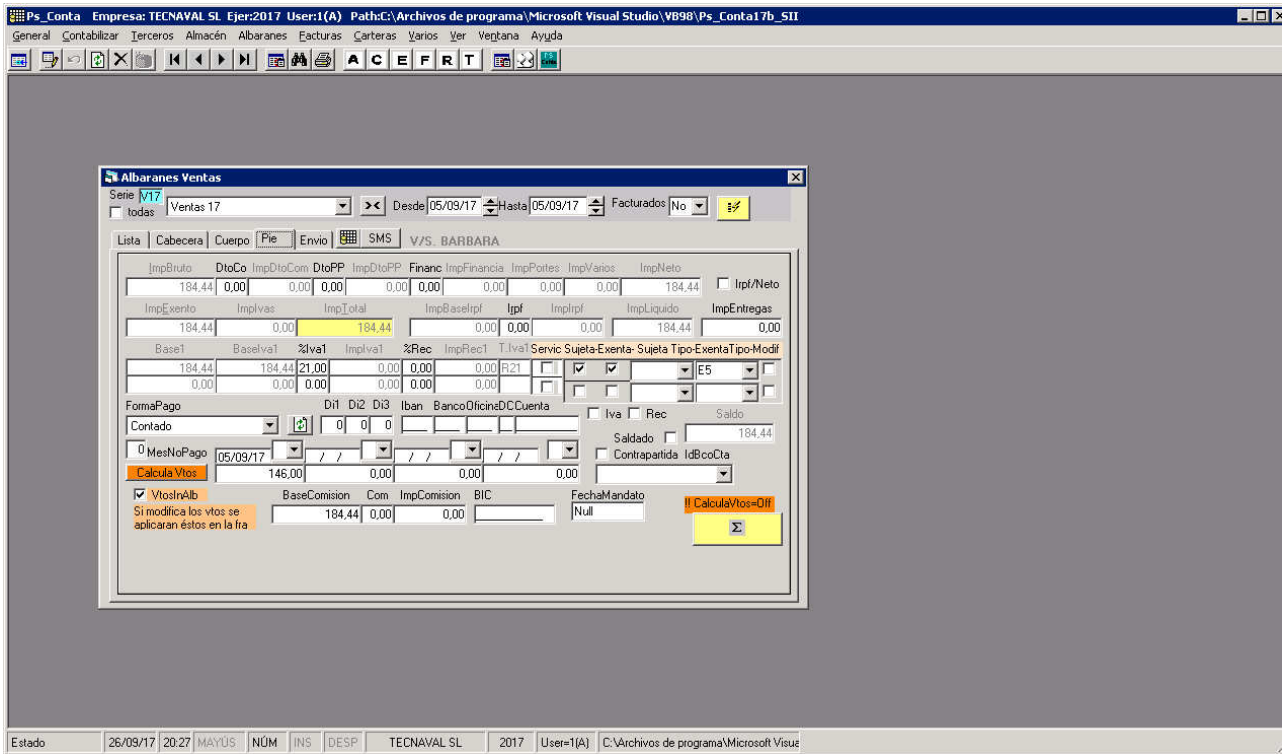 Ps_Conta Empresa: TECNAVAL SL Ejer:2017 User:1(A) Path:C:\Archivos de programa\Microsoft Visual Studio\VB98\Ps_Conta17b_SII
General Contabilizar Terceros Almacén Albaranes Facturas Carteras Varios Ver Ventana Ayuda
A C E F R T
Albaranes Ventas
Serie V17
todas Ventas 17 >< Desde 05/09/17 Hasta 05/09/17 Facturados No
Lista Cabecera Cuerpo Pie Envio SMS V/S. BARBARA
ImpBruto DtoCo ImpDtoCom DtoPP ImpDtoPP Financ ImpFinancia ImpPortes ImpVarios ImpNeto
184,44 0,00 0,00 0,00 0,00 0,00 0,00 0,00 0,00 184,44 Irpf/Neto
ImpExento ImpIvas ImpTotal ImpBaseIrpf Irpf ImpIrpf ImpLiquido ImpEntregas
184,44 0,00 184,44 0,00 0,00 0,00 184,44 0,00
Base1 BaseIva1 %Iva1 ImpIva1 %Rec ImpRec1 T.Iva1 Servic Sujeta- Exenta- Sujeta Tipo- ExentaTipo- Modif
184,44 184,44 21,00 0,00 0,00 0,00 R21 E5
0,00 0,00 0.00 0,00 0.00 0,00
FormaPago Di1 Di2 Di3 Iban Banco Oficina DC Cuenta Iva Rec Saldo
Contado 0 0 0 Saldado 184,44
0 MesNoPago 05/09/17 / / / / / / Contrapartida IdBcoCta
Calcula Vtos 146,00 0,00 0,00 0,00
VtosInAlb BaseComision Com ImpComision BIC FechaMandato
Si modifica los vtos se 184,44 0,00 0,00 Null !! CalculaVtos=Off
aplicaran éstos en la fra Σ
Estado 26/09/17 20:27 MAYÚS NÚM INS DESP TECNAVAL SL 2017 User=1(A) C:\Archivos de programa\Microsoft Visua